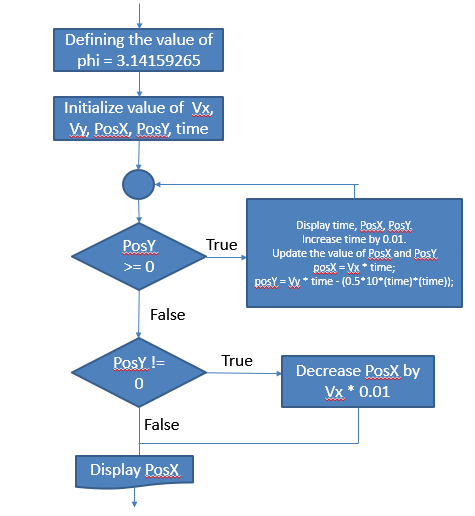 Defining the value of
phi = 3.14159265
Initialize value of Vx,
Vy, PosX, PosY, time
PosY
>= 0
True
Display time, PosX, PosY.
Increase time by 0.01.
Update the value of PosX and PosY
posX = Vx * time;
posY = Vy * time - (0.5*10*(time)*(time));
False
PosY !=
0
True
Decrease PosX by
Vx * 0.01
False
Display PosX